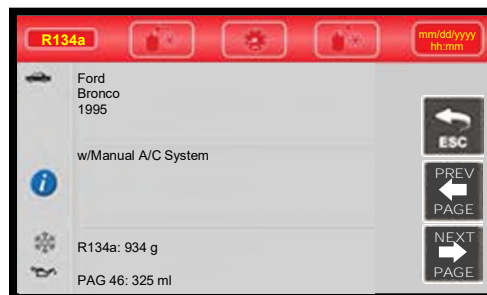 R134a
mm/dd/yyyy
hh:mm
Ford
Bronco
1995
w/Manual A/C System
i
R134a: 934 g
PAG 46: 325 ml
ESC
PREV
PAGE
NEXT
PAGE